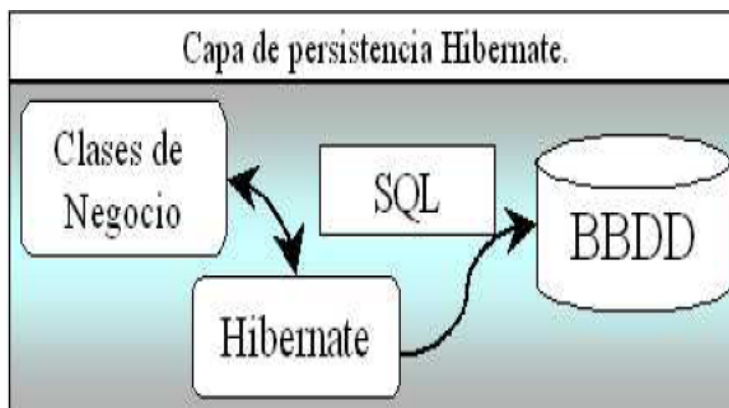 Capa de persistencia Hibernate.
Clases de
Negocio
SQL
BBDD
Hibernate